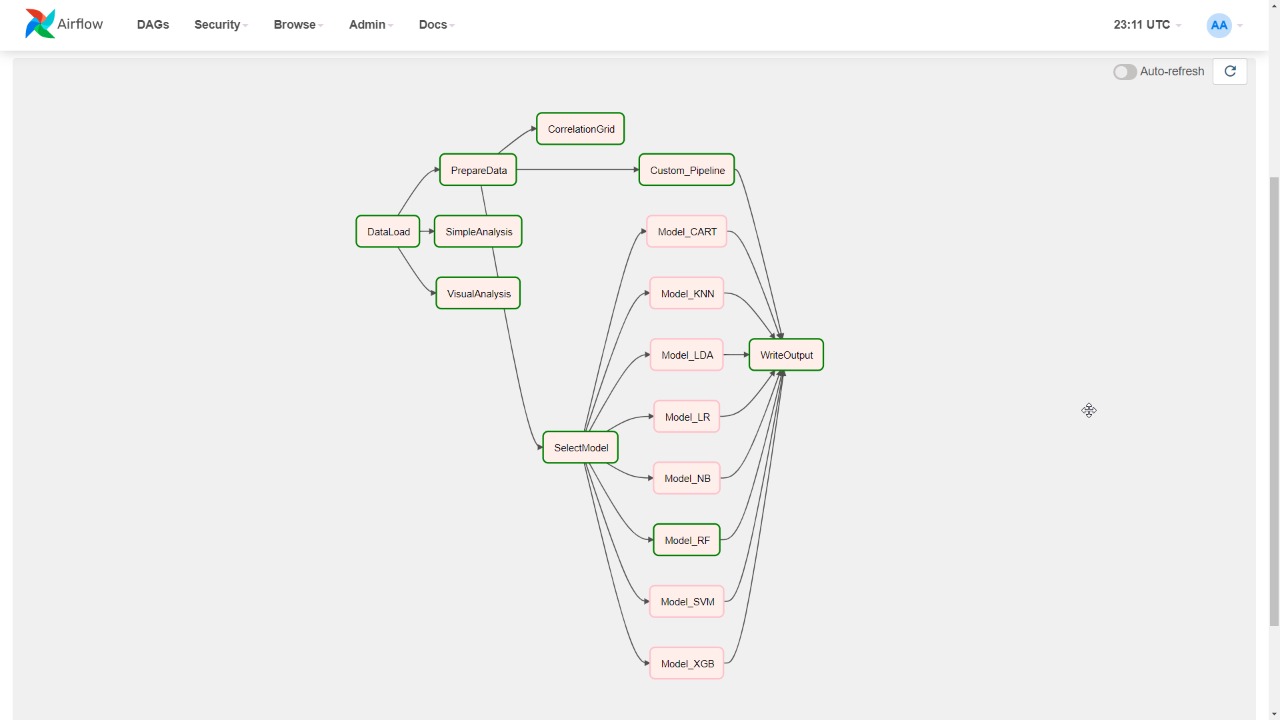 Airflow DAGs Security Browse Admin Docs 23:11 UTC AA
Auto-refresh
CorrelationGrid
PrepareData Custom_Pipeline
DataLoad SimpleAnalysis Model_CART
VisualAnalysis Model_KNN
Model_LDA WriteOutput
Model_LR
SelectModel
Model_NB
Model_RF
Model_SVM
Model_XGB